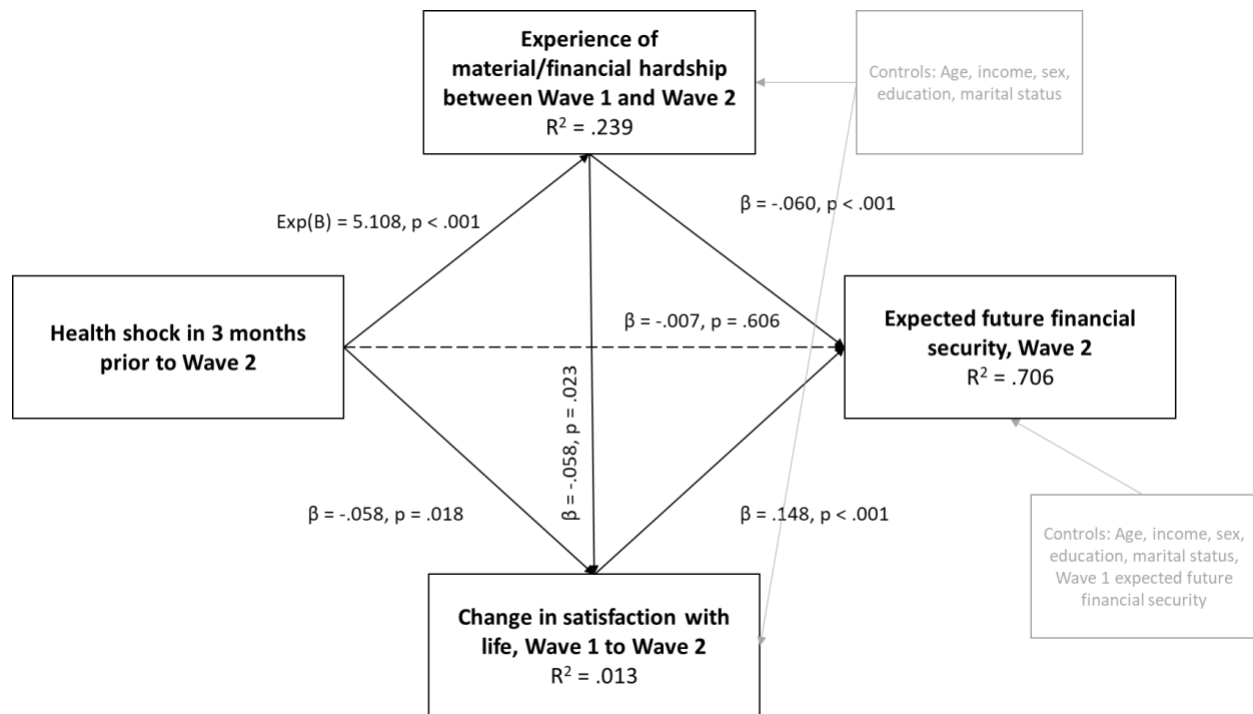 Experience of
material/financial hardship
between Wave 1 and Wave 2
R² = .239
Controls: Age, income, sex,
education, marital status
Exp(B) = 5.108, p < .001
β = -.060, p < .001
Health shock in 3 months
prior to Wave 2
β = -.007, p = .606
Expected future financial
security, Wave 2
R² = .706
β = -.058, p = .023
β = -.058, p = .018
β = .148, p < .001
Controls: Age, income, sex,
education, marital status,
Wave 1 expected future
financial security
Change in satisfaction with
life, Wave 1 to Wave 2
R² = .013